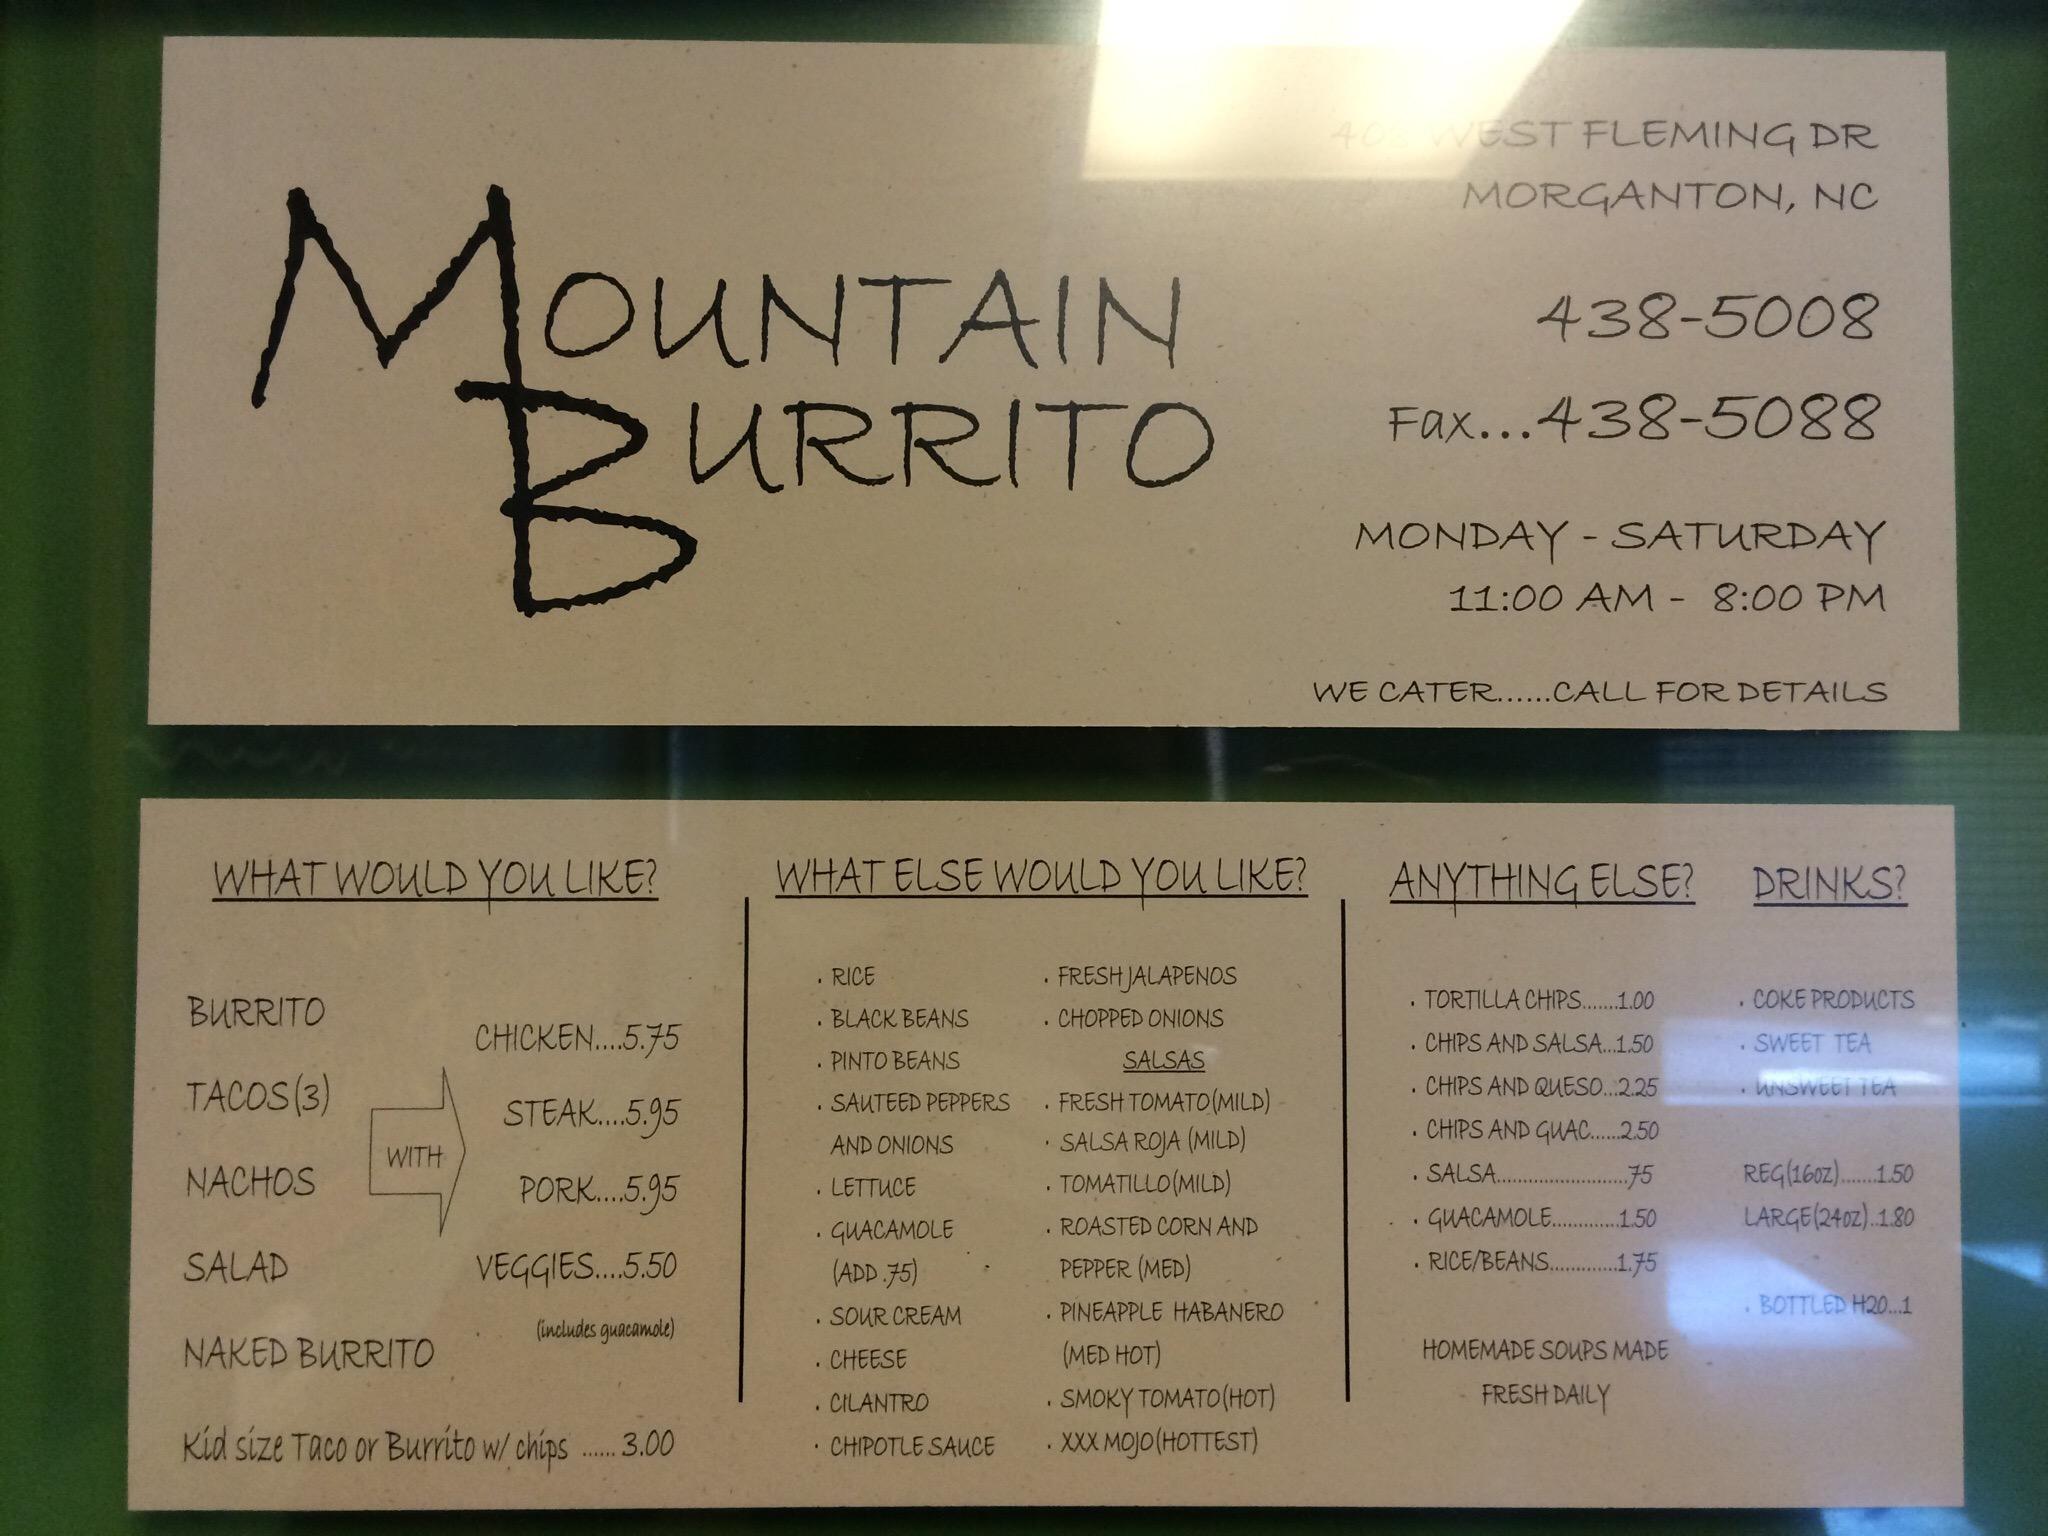 MOUNTAIN
BURRITO
WEST FLEMING DR
MORGANTON, NC
438-5008
Fax...438-5088
MONDAY - SATURDAY
11:00 AM - 8:00 PM
WE CATER......CALL FOR DETAILS
WHAT WOULD YOU LIKE?
BURRITO
TACOS(3)
NACHOS
SALAD
NAKED BURRITO
WITH
CHICKEN....5.75
STEAK....5.95
PORK....5.95
VEGGIES....5.50
(includes guacamole)
Kid size Taco or Burrito w/ chips ......3.00
WHAT ELSE WOULD YOU LIKE?
. RICE
. BLACK BEANS
. PINTO BEANS
. SAUTEED PEPPERS
AND ONIONS
. LETTUCE
. GUACAMOLE
(ADD .75)
. SOUR CREAM
. CHEESE
. CILANTRO
. CHIPOTLE SAUCE
. FRESH JALAPENOS
. CHOPPED ONIONS
SALSAS
. FRESH TOMATO(MILD)
. SALSA ROJA (MILD)
. TOMATILLO(MILD)
. ROASTED CORN AND
PEPPER (MED)
. PINEAPPLE HABANERO
(MED HOT)
. SMOKY TOMATO(HOT)
. XXX MOJO(HOTTEST)
ANYTHING ELSE?
. TORTILLA CHIPS.......1.00
. CHIPS AND SALSA...1.50
. CHIPS AND QUESO...2.25
. CHIPS AND GUAC......2.50
. SALSA...........................75
. GUACAMOLE..............1.50
. RICE/BEANS..............1.75
HOMEMADE SOUPS MADE
FRESH DAILY
DRINKS?
. COKE PRODUCTS
. SWEET TEA
. UNSWEET TEA
REG(16oz).......1.50
LARGE(24oz)..1.80
. BOTTLED H20...1